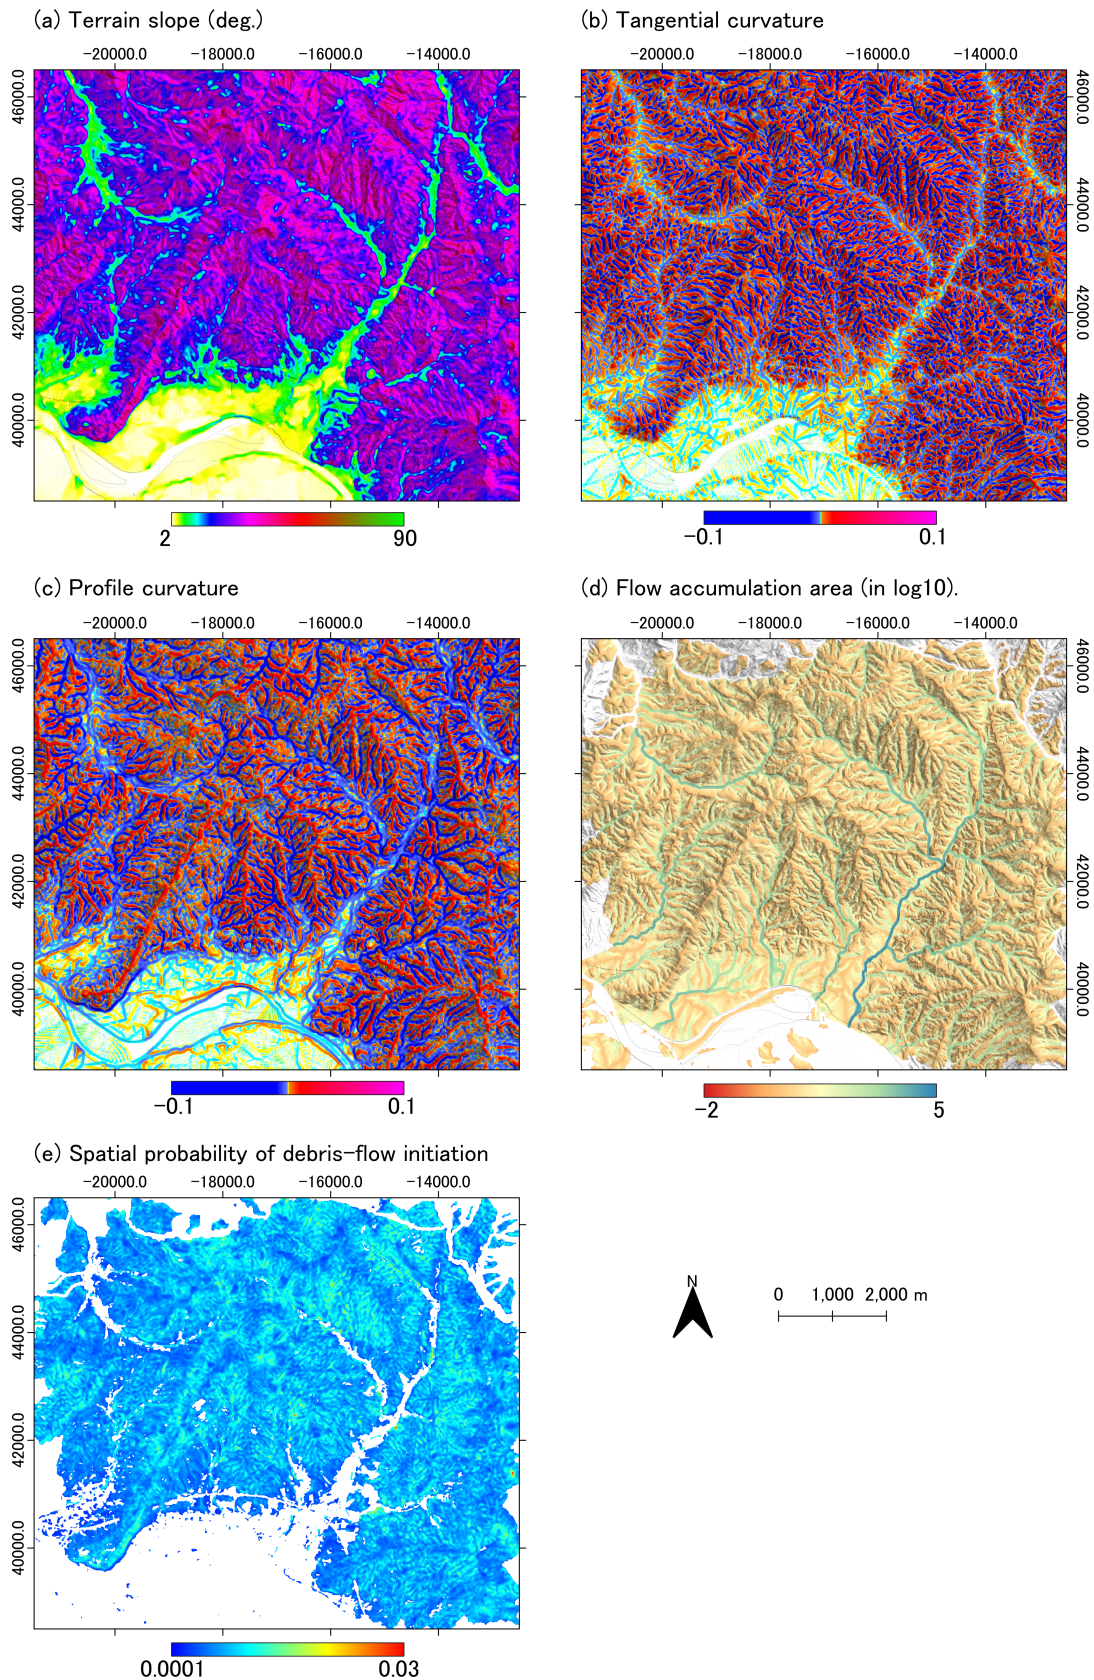 (a) Terrain slope (deg.)
(b) Tangential curvature
-20000.0 -18000.0 -16000.0 -14000.0
-20000.0 -18000.0 -16000.0 -14000.0
46000.0
44000.0
42000.0
40000.0
46000.0
44000.0
42000.0
40000.0
2 90
-0.1 0.1
(c) Profile curvature
(d) Flow accumulation area (in log10).
-20000.0 -18000.0 -16000.0 -14000.0
-20000.0 -18000.0 -16000.0 -14000.0
46000.0
44000.0
42000.0
40000.0
46000.0
44000.0
42000.0
40000.0
-0.1 0.1
-2 5
(e) Spatial probability of debris-flow initiation
-20000.0 -18000.0 -16000.0 -14000.0
46000.0
44000.0
42000.0
40000.0
N
0 1,000 2,000 m
0.0001 0.03